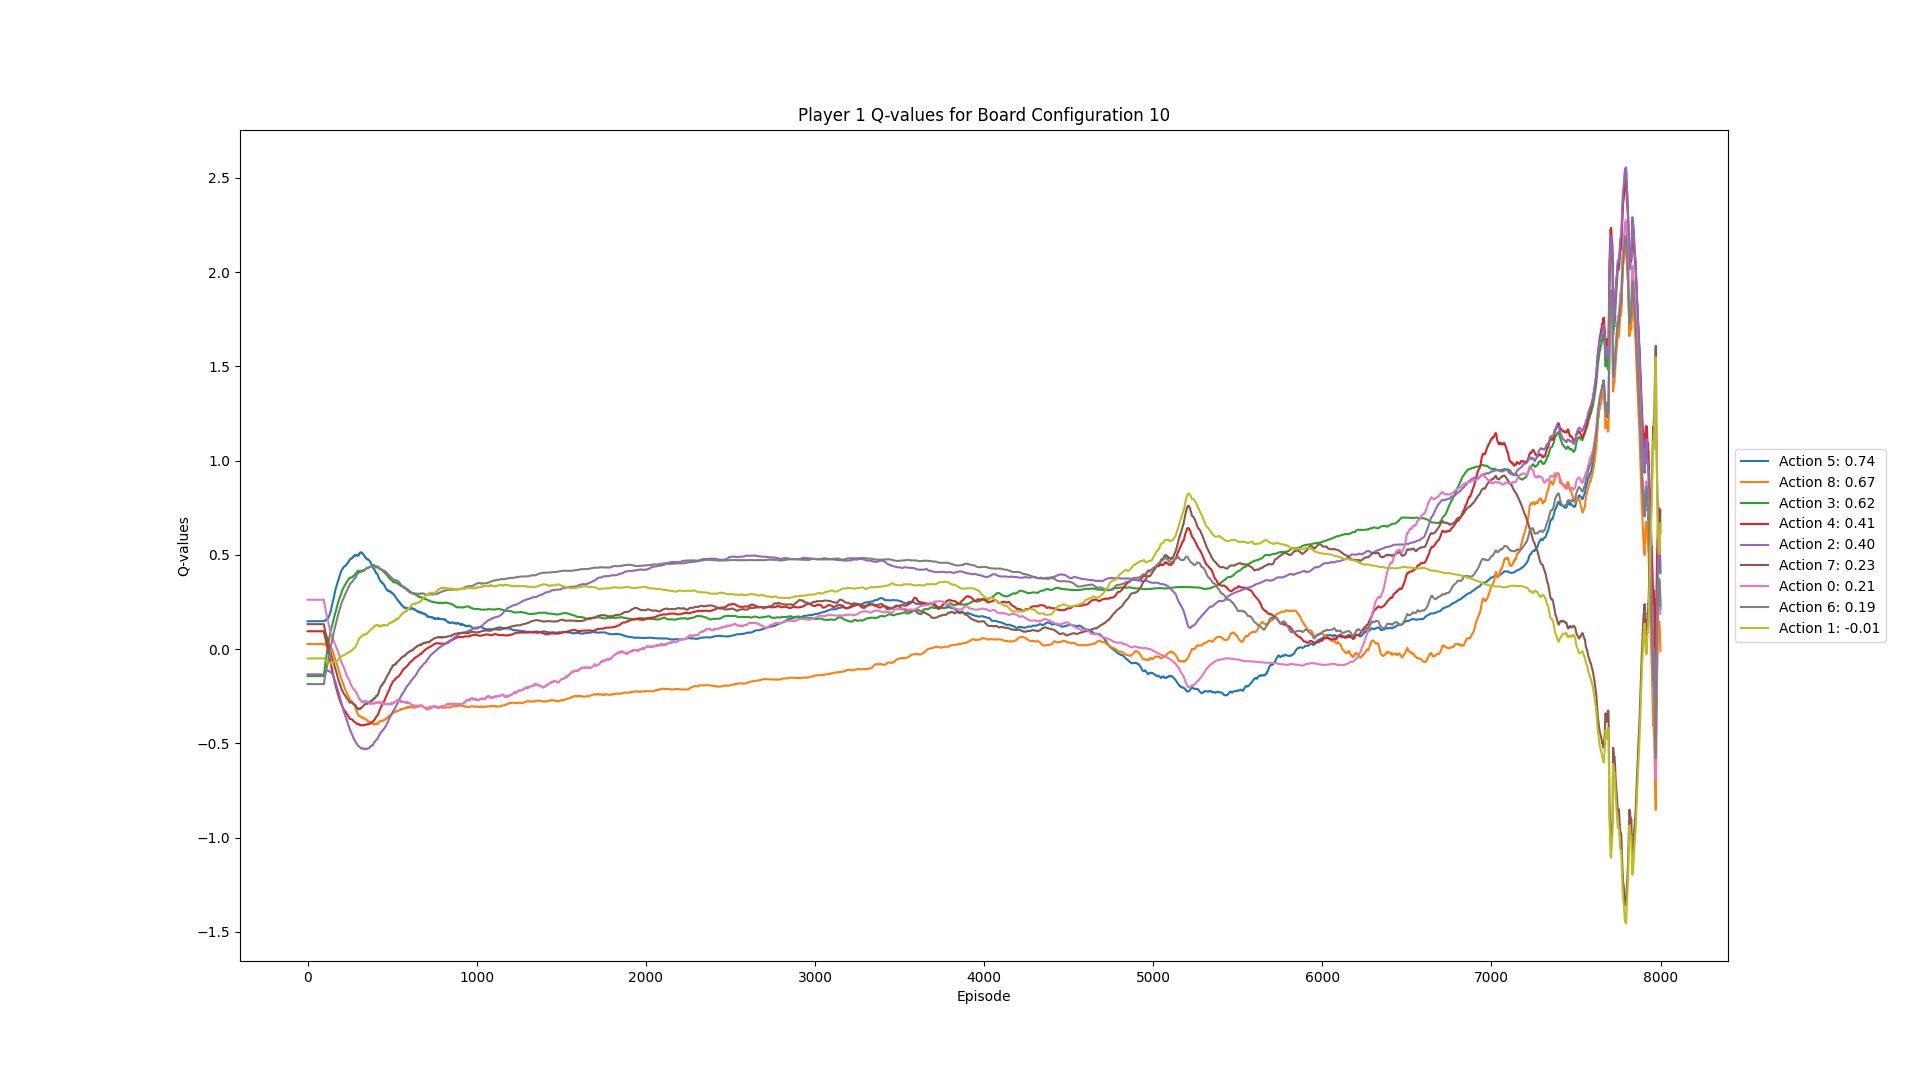 Player 1 Q-values for Board Configuration 10
2.5
2.0
1.5
1.0
0.5
0.0
−0.5
−1.0
−1.5
Q-values
0 1000 2000 3000 4000 5000 6000 7000 8000
Episode
Action 5: 0.74
Action 8: 0.67
Action 3: 0.62
Action 4: 0.41
Action 2: 0.40
Action 7: 0.23
Action 0: 0.21
Action 6: 0.19
Action 1: -0.01